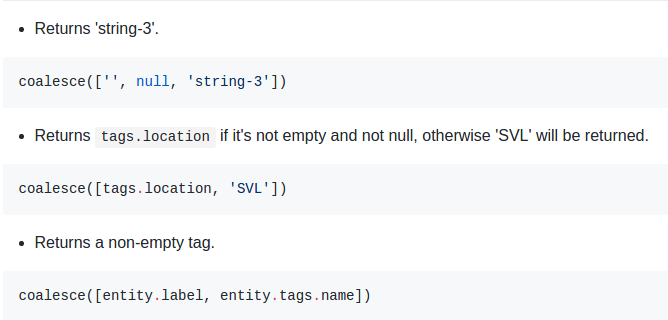 Returns 'string-3'.
coalesce(['', null, 'string-3'])
Returns tags.location if it's not empty and not null, otherwise 'SVL' will be returned.
coalesce([tags.location, 'SVL'])
Returns a non-empty tag.
coalesce([entity.label, entity.tags.name])